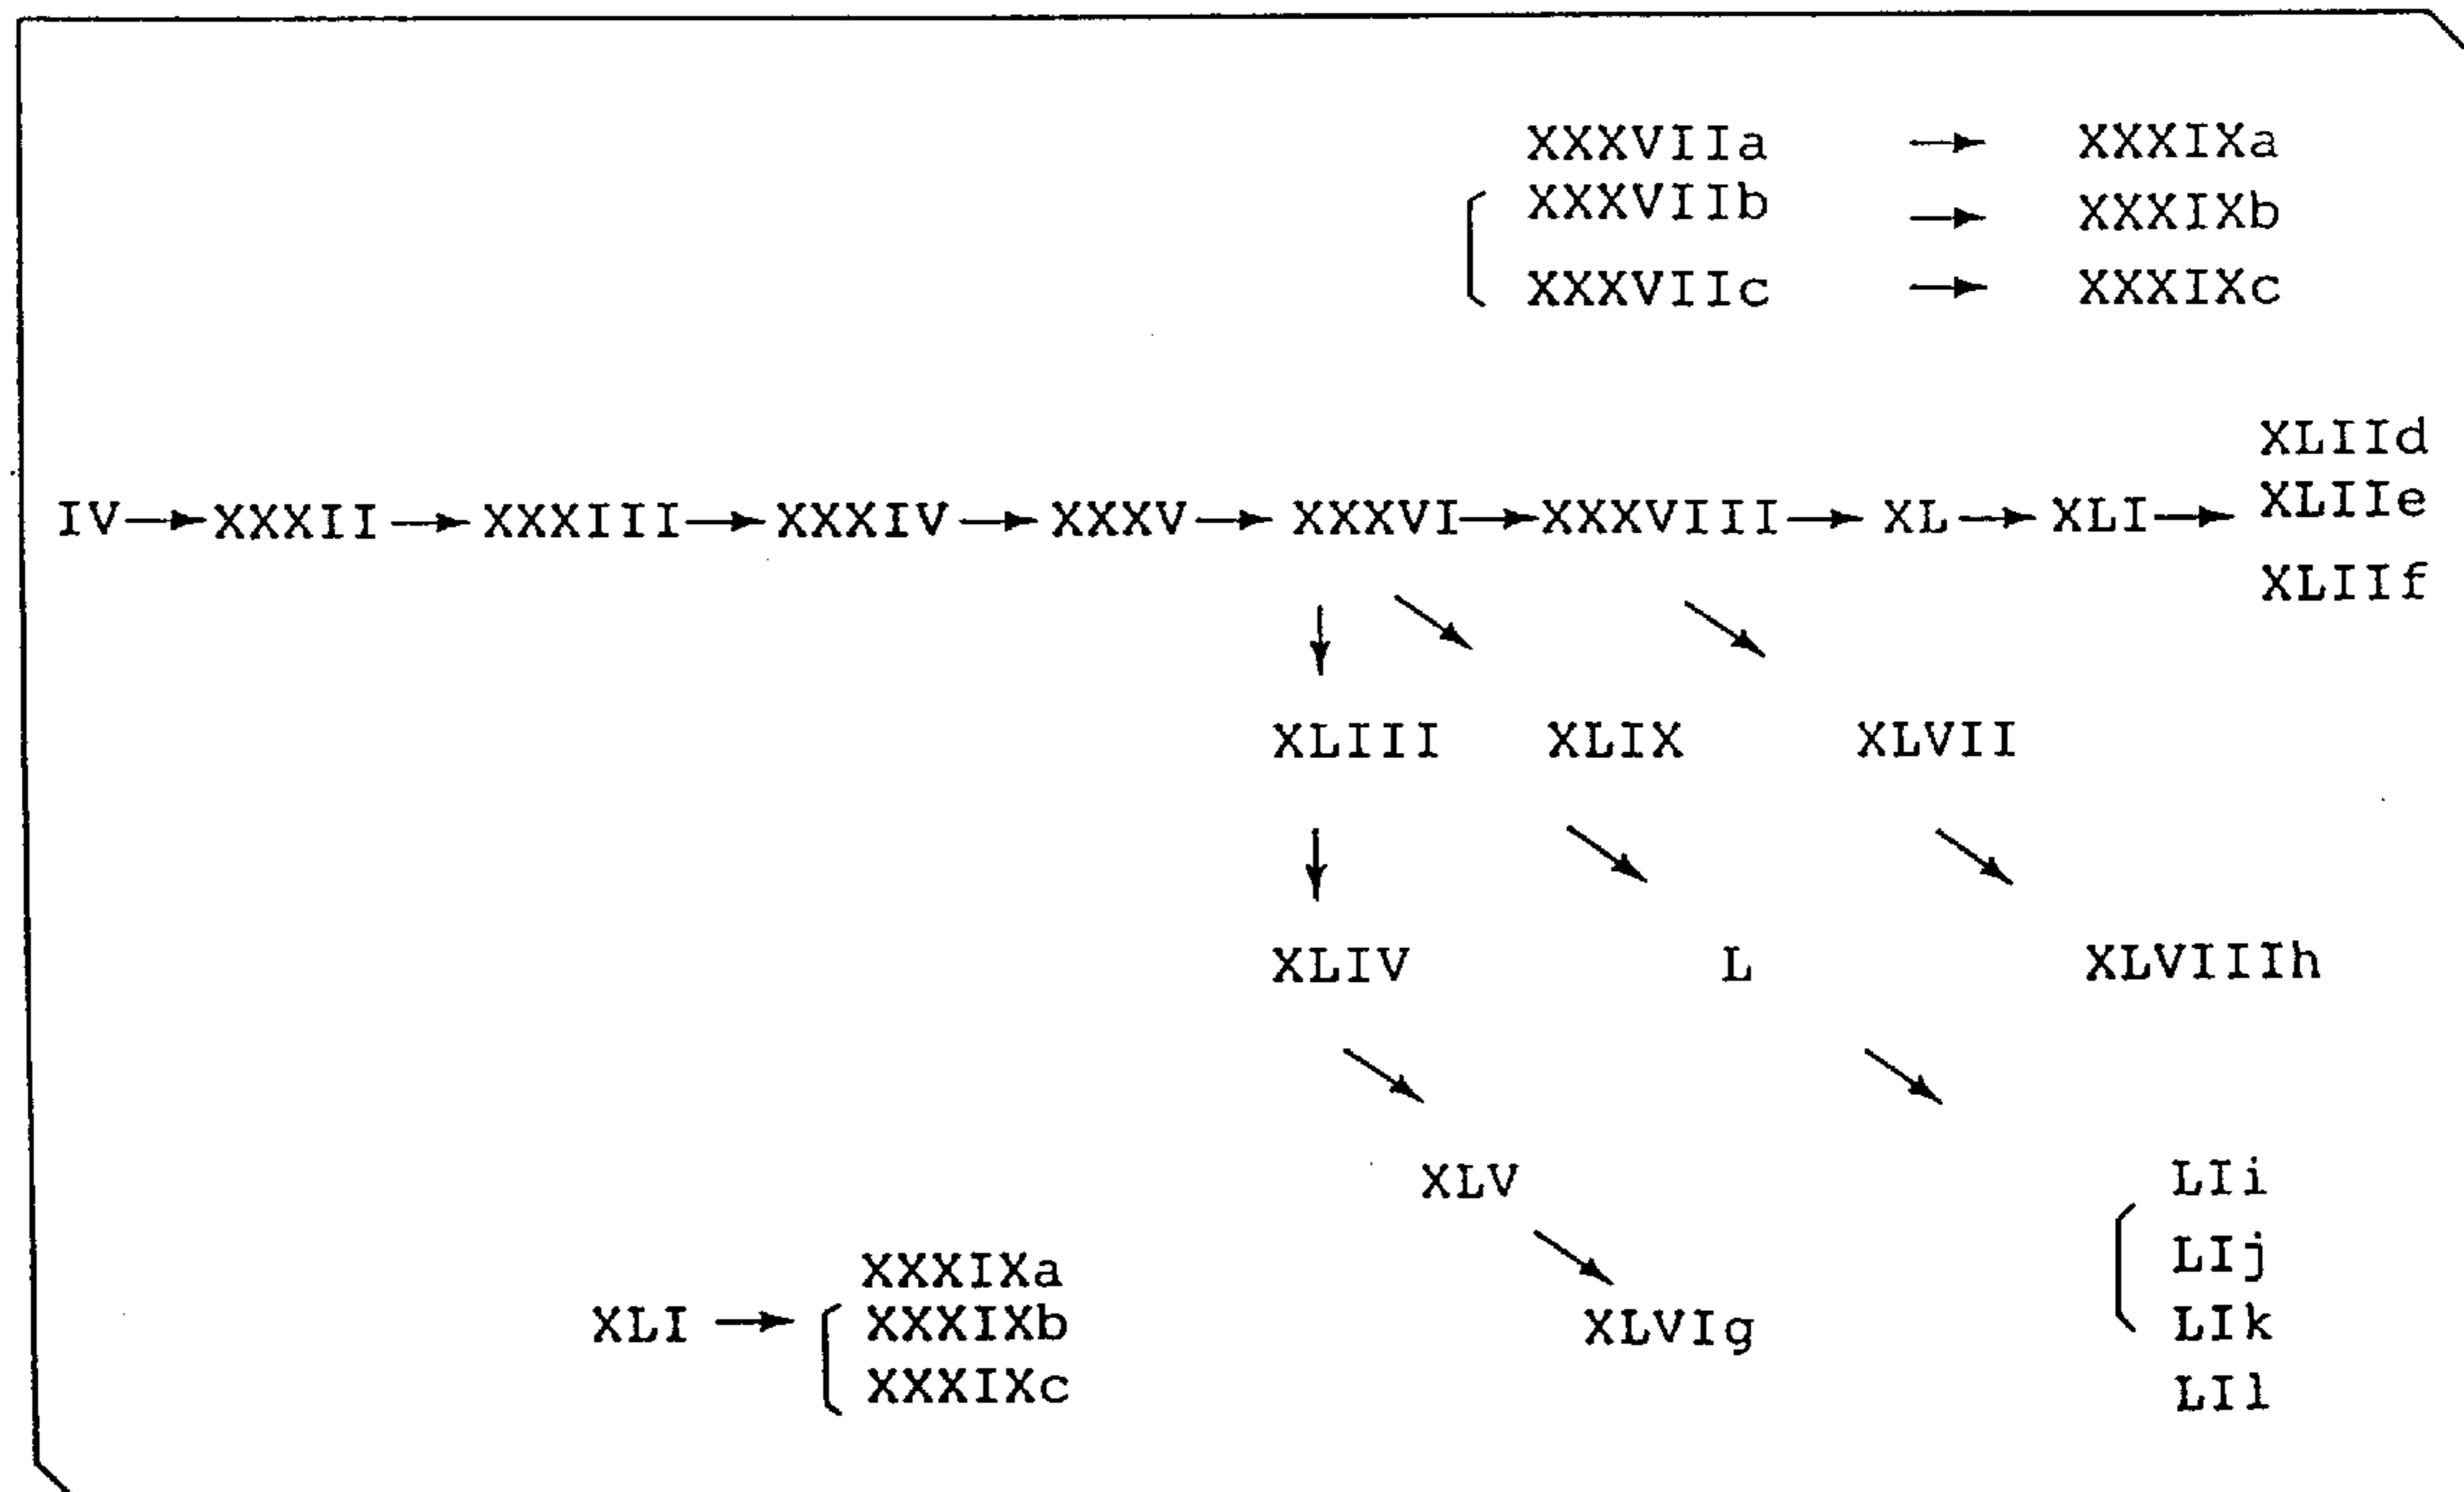 XXXVIIa → XXXIXa
XXXVIIb → XXXIXb
XXXVIIc → XXXIXc
XLIId
IV → XXXII → XXXIII → XXXIV → XXXV → XXXVI → XXXVIII → XL → XLI → XLIIe
XLIIf
XLIII XLIX XLVII
XLIV L XLVIIIh
XLV LIi
LIj
XXXIXa
XLI → XXXIXb XLVIg LIk
XXXIXc LIl